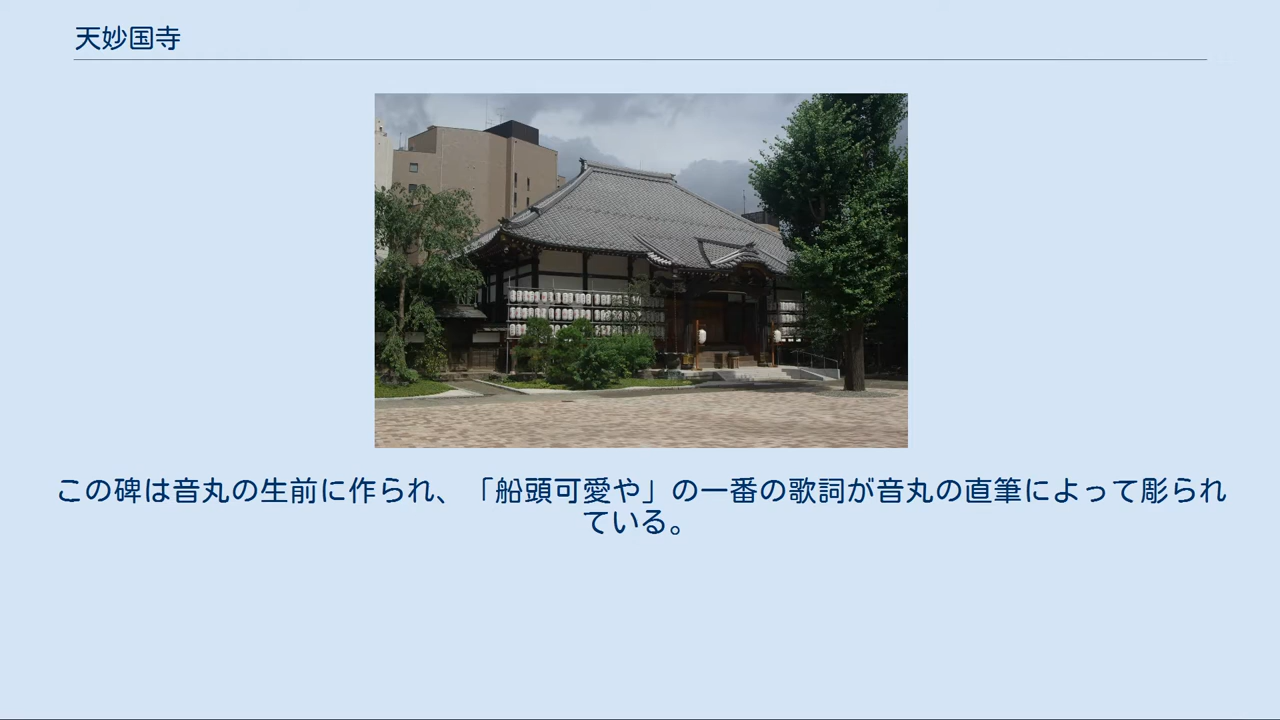 天妙国寺
この碑は音丸の生前に作られ、「船頭可愛や」の一番の歌詞が音丸の直筆によって彫られ
ている。